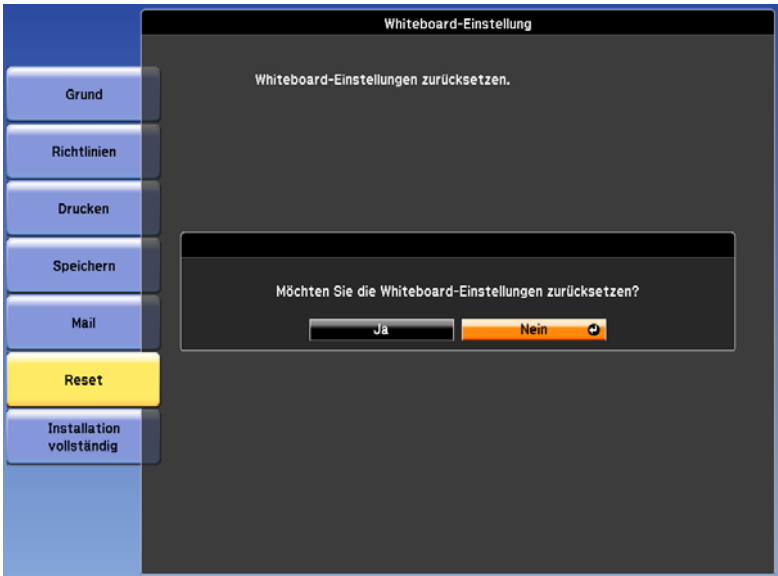 Whiteboard-Einstellung
Grund
Richtlinien
Drucken
Speichern
Mail
Reset
Installation
vollständig
Whiteboard-Einstellungen zurücksetzen.
Möchten Sie die Whiteboard-Einstellungen zurücksetzen?
Ja
Nein